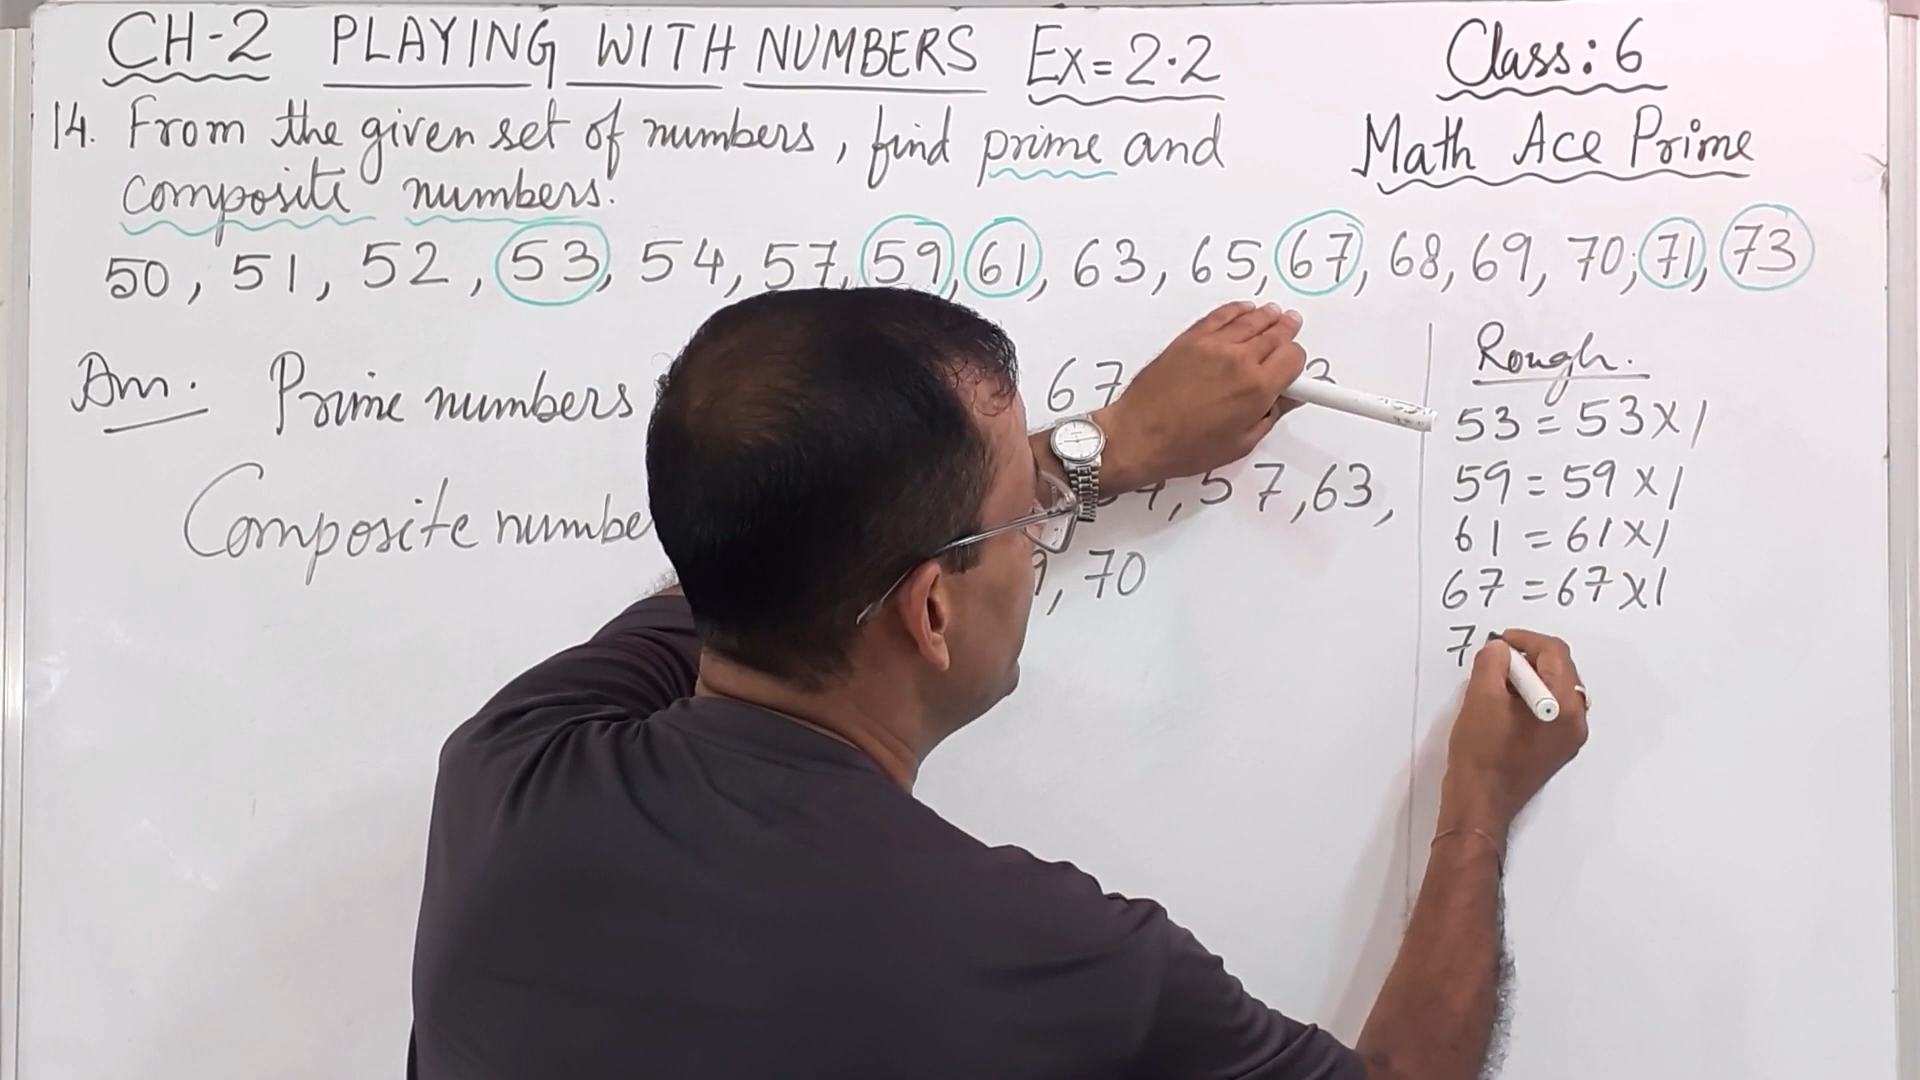 CH-2 PLAYING WITH NUMBERS Ex=2.2
Class: 6
14. From the given set of numbers, find prime and
Math Ace Prime
composite numbers.
50, 51, 52, 53, 54, 57, 59, 61, 63, 65, 67, 68, 69, 70, 71, 73
Ans. Prime numbers 67
Composite 57, 63,
, 70
Rough.
53 = 53 x 1
59 = 59 x 1
61 = 61 x 1
67 = 67 x 1
7